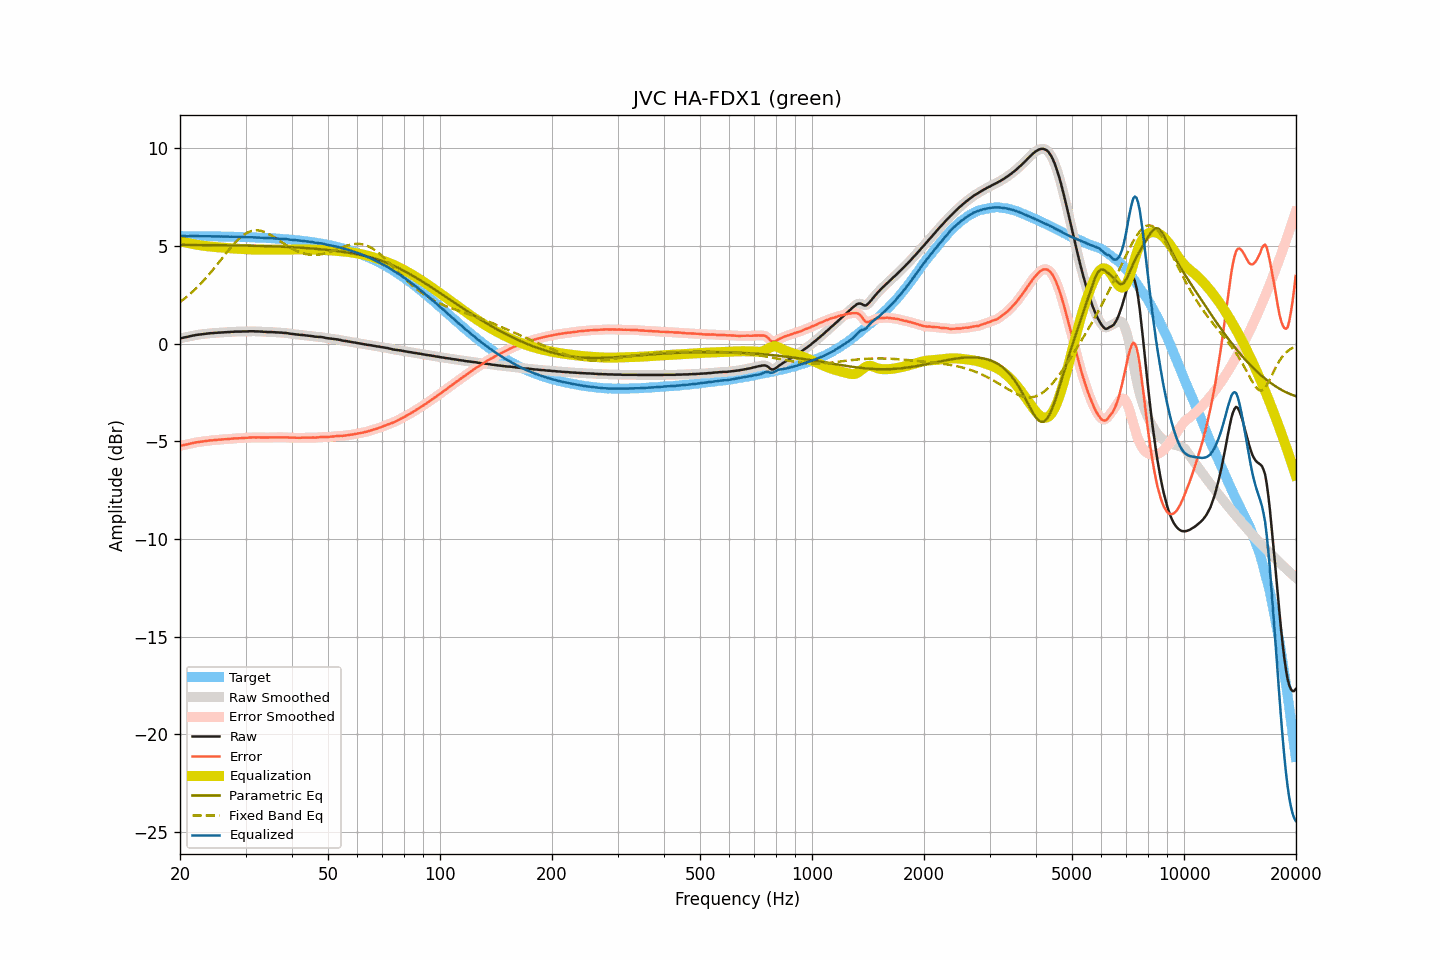 JVC HA-FDX1 (green)
10
5
0
−5
−10
−15
−20
−25
Amplitude (dBr)
Target
Raw Smoothed
Error Smoothed
Raw
Error
Equalization
Parametric Eq
Fixed Band Eq
Equalized
20 50 100 200 500 1000 2000 5000 10000 20000
Frequency (Hz)